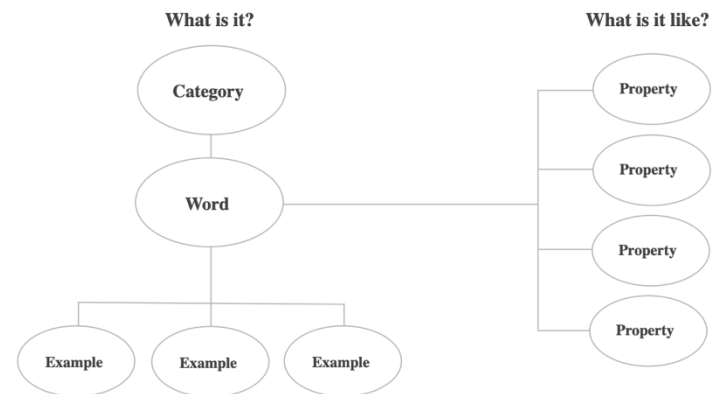 What is it?
What is it like?
Category
Property
Word
Property
Property
Property
Example
Example
Example